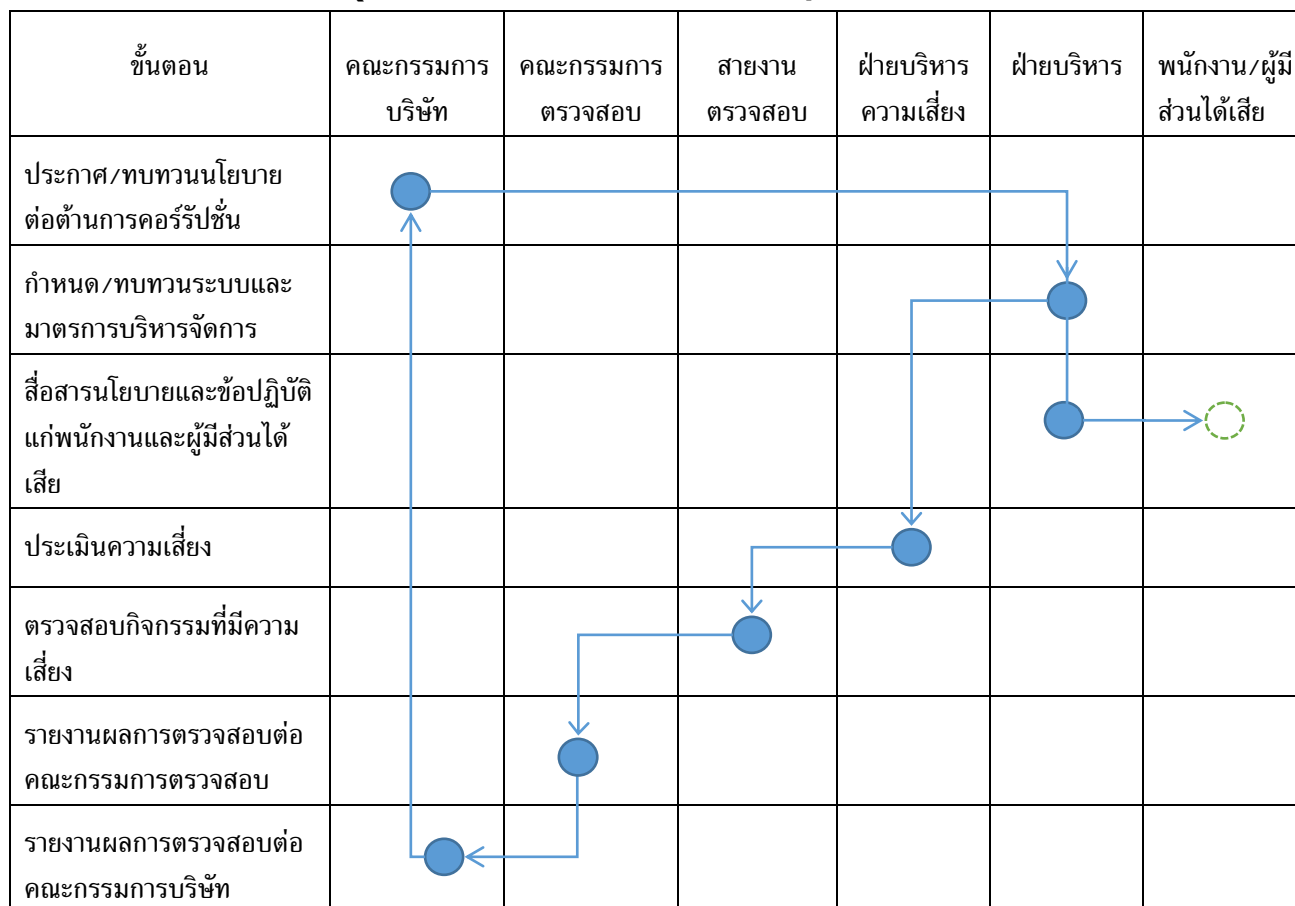 ขั้นตอน
คณะกรรมการ
บริษัท
คณะกรรมการ
ตรวจสอบ
สายงาน
ตรวจสอบ
ฝ่ายบริหาร
ความเสี่ยง
ฝ่ายบริหาร
พนักงาน/ผู้มี
ส่วนได้เสีย
ประกาศ/ทบทวนนโยบาย
ต่อต้านการคอร์รัปชั่น
กำหนด/ทบทวนระบบและ
มาตรการบริหารจัดการ
สื่อสารนโยบายและข้อปฏิบัติ
แก่พนักงานและผู้มีส่วนได้
เสีย
ประเมินความเสี่ยง
ตรวจสอบกิจกรรมที่มีความ
เสี่ยง
รายงานผลการตรวจสอบต่อ
คณะกรรมการตรวจสอบ
รายงานผลการตรวจสอบต่อ
คณะกรรมการบริษัท